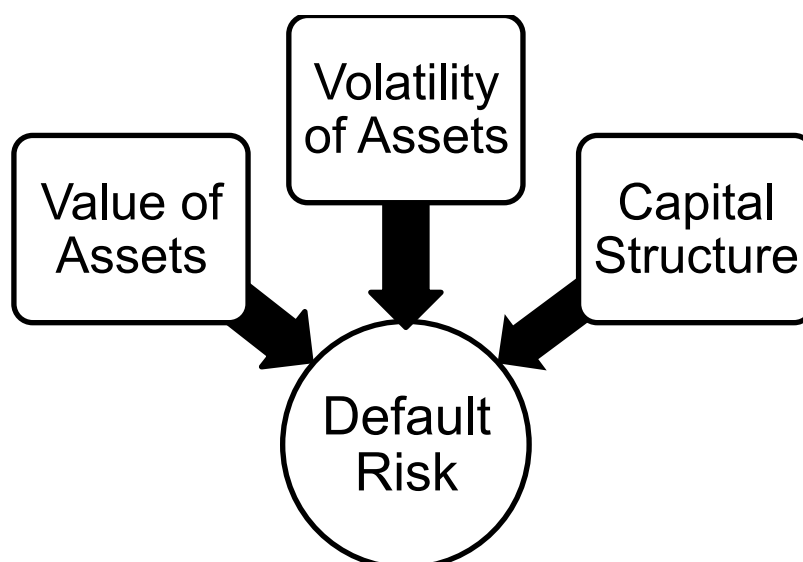 Volatility
of Assets
Value of
Assets
Capital
Structure
Default
Risk